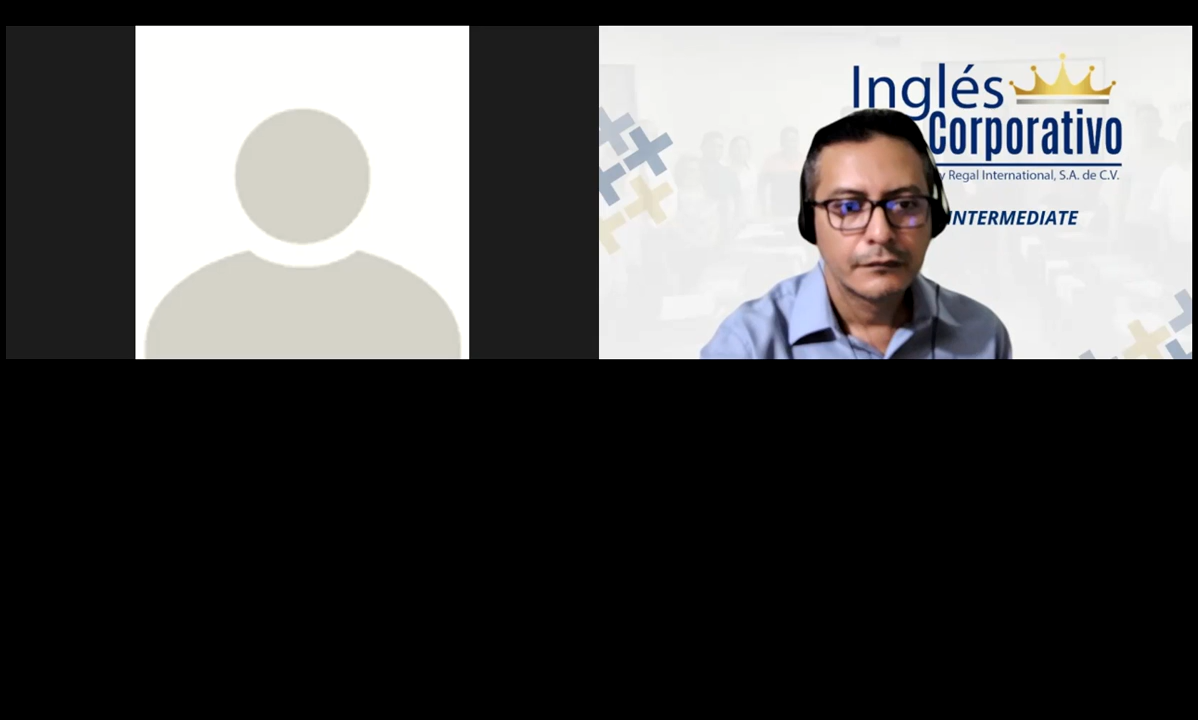 Inglés
Corporativo
y Regal International, S.A. de C.V.
INTERMEDIATE